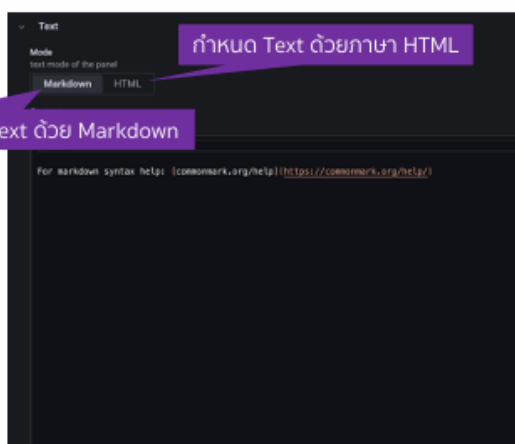 Text
กำหนด Text ด้วยภาษา HTML
Mode
text mode of the panel
Markdown HTML
ext ด้วย Markdown
For markdown syntax help: [commonmark.org/help](https://commonmark.org/help/)